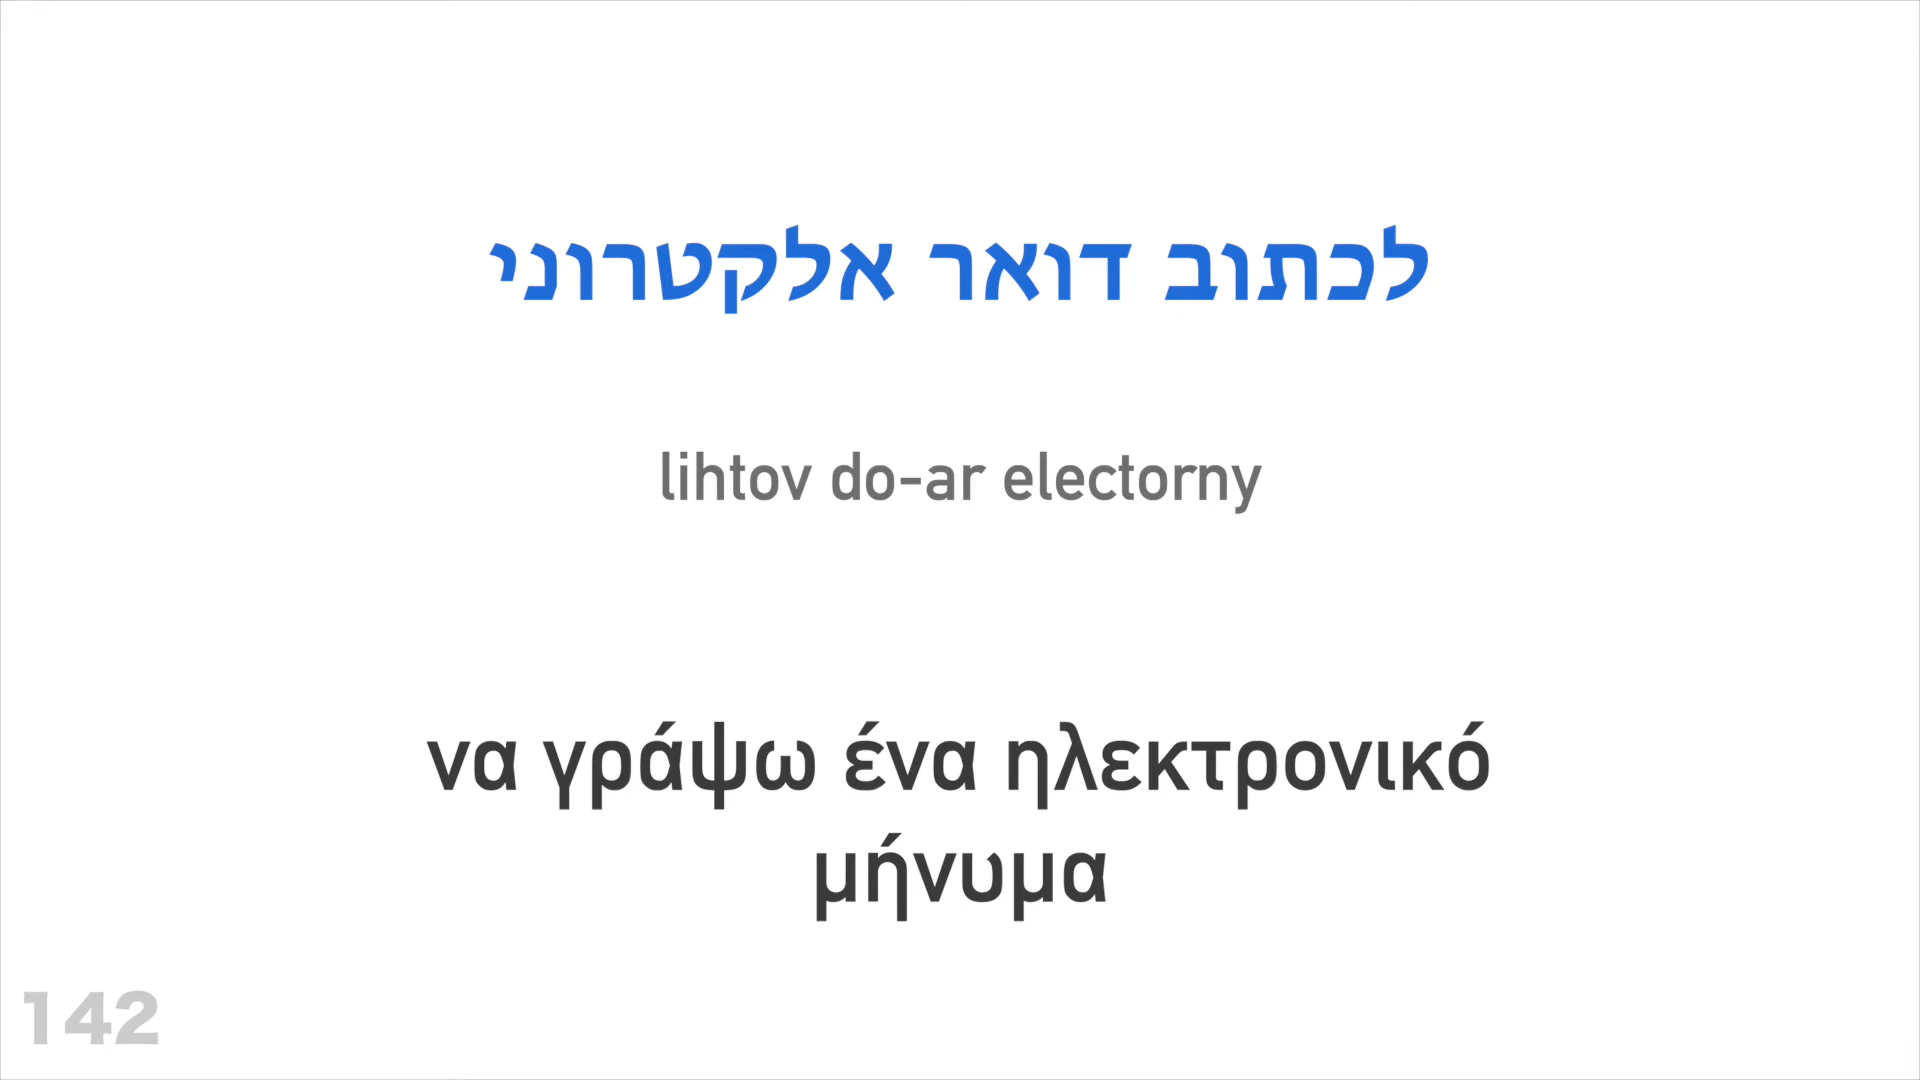 לכתוב דואר אלקטרוני
lihtov do-ar electorny
να γράψω ένα ηλεκτρονικό
μήνυμα
142